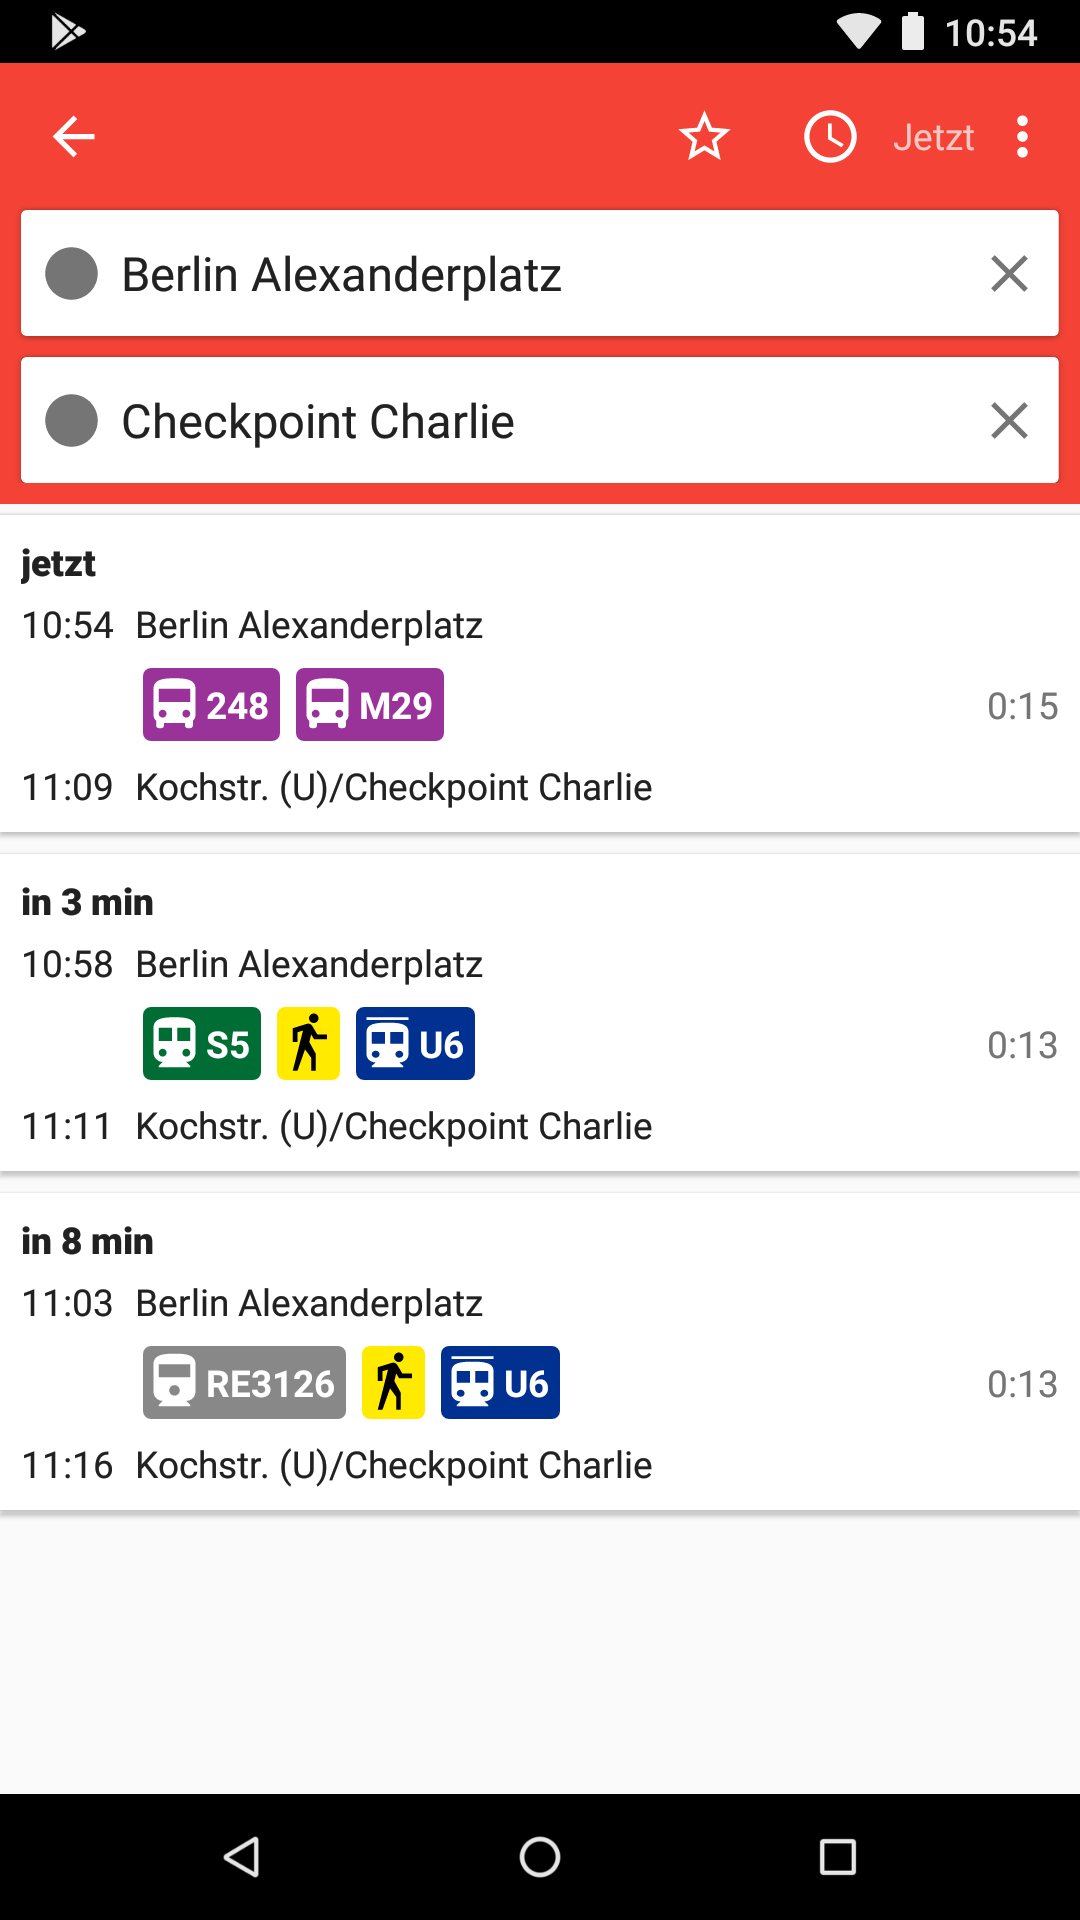 10:54
Jetzt
Berlin Alexanderplatz
Checkpoint Charlie
jetzt
10:54 Berlin Alexanderplatz
248 M29 0:15
11:09 Kochstr. (U)/Checkpoint Charlie
in 3 min
10:58 Berlin Alexanderplatz
S5 U6 0:13
11:11 Kochstr. (U)/Checkpoint Charlie
in 8 min
11:03 Berlin Alexanderplatz
RE3126 U6 0:13
11:16 Kochstr. (U)/Checkpoint Charlie